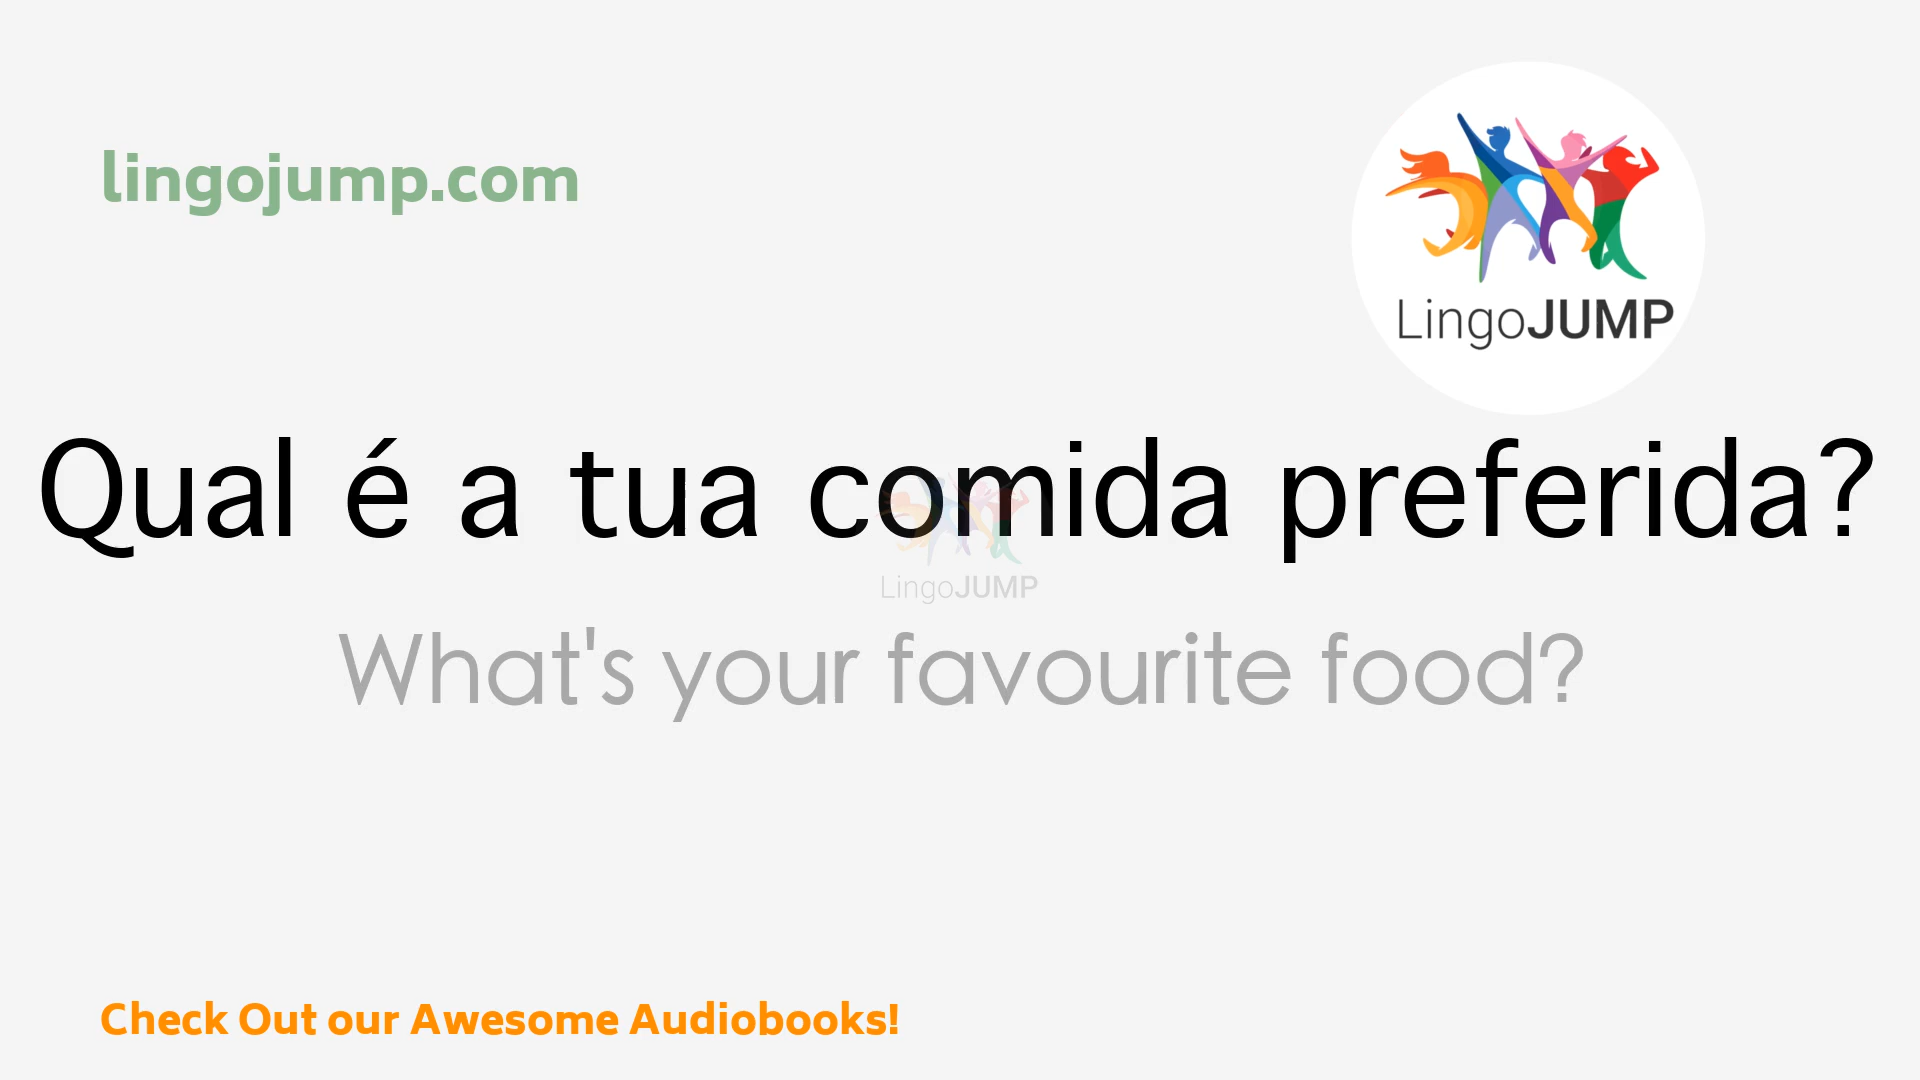 lingojump.com
LingoJUMP
Qual é a tua comida preferida?
LingoJUMP
What's your favourite food?
Check Out our Awesome Audiobooks!